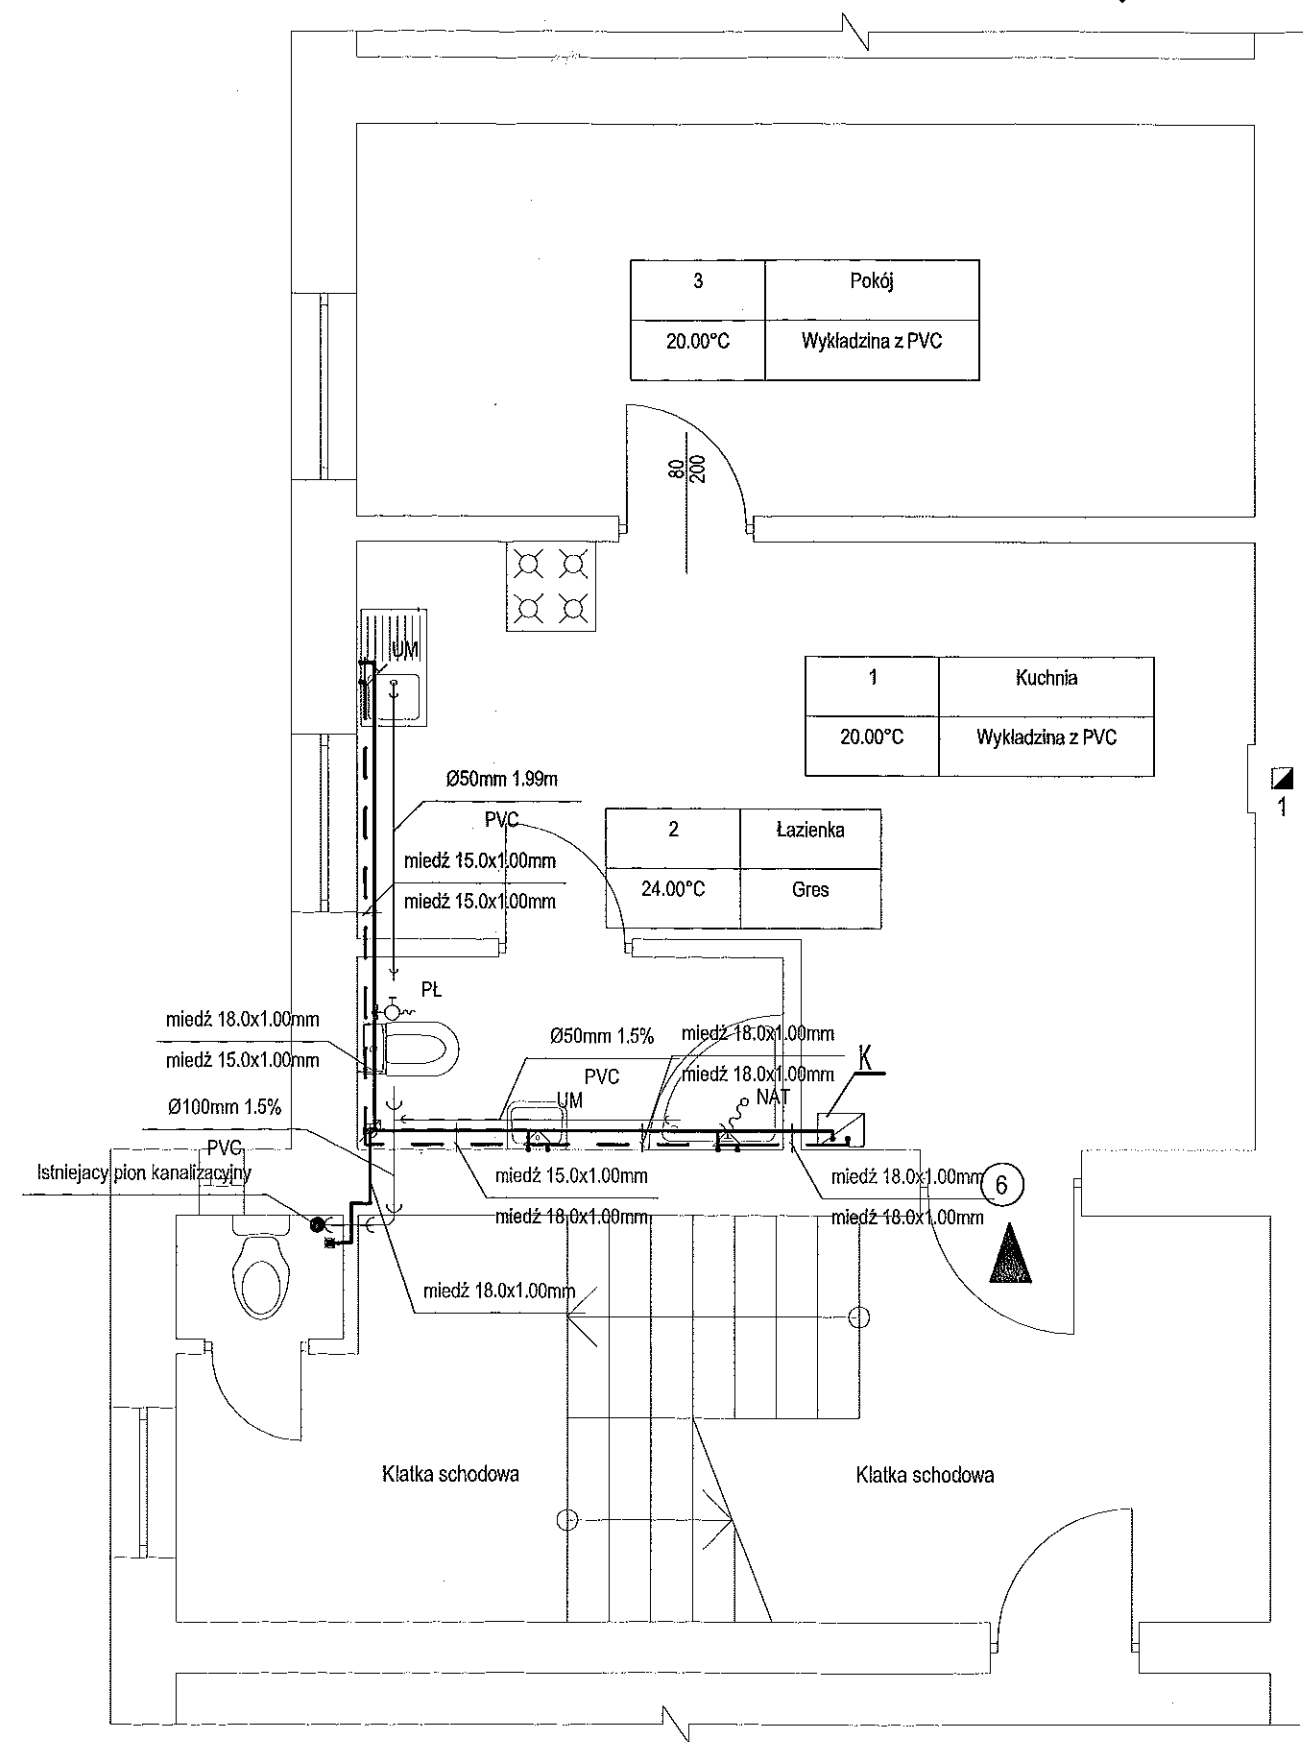 3 Pokój
20.00°C Wykładzina z PVC
80
200
UM
1 Kuchnia
20.00°C Wykładzina z PVC
1
Ø50mm 1.99m
PVC
miedź 15.0x1.00mm
miedź 15.0x1.00mm
2 Łazienka
24.00°C Gres
PŁ
miedź 18.0x1.00mm
miedź 15.0x1.00mm
Ø50mm 1.5%
PVC
miedź 18.0x1.00mm
miedź 18.0x1.00mm
K
UM
NAT
Ø100mm 1.5%
PVC
Istniejacy pion kanalizacyjny
miedź 15.0x1.00mm
miedź 18.0x1.00mm
miedź 18.0x1.00mm
miedź 18.0x1.00mm
6
miedź 18.0x1.00mm
Klatka schodowa
Klatka schodowa